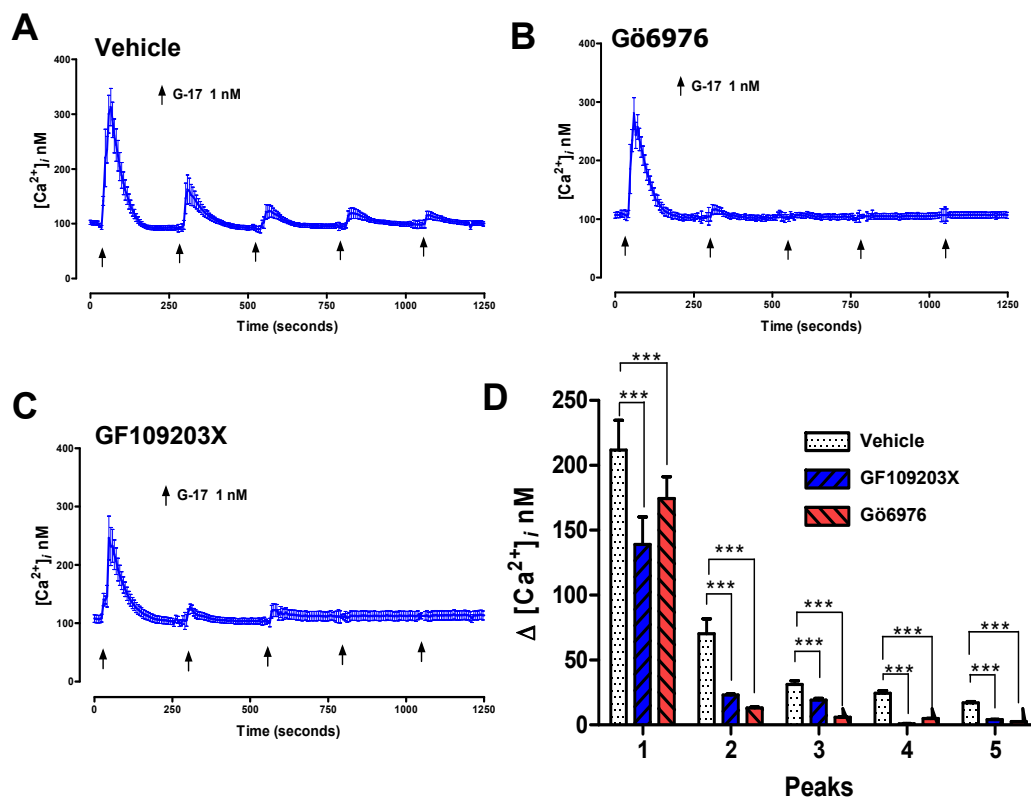 A
Vehicle
G-17 1 nM
400
300
200
100
0
[Ca2+]i nM
0 250 500 750 1000 1250
Time (seconds)
B
Gö6976
G-17 1 nM
400
300
200
100
0
[Ca2+]i nM
0 250 500 750 1000 1250
Time (seconds)
C
GF109203X
G-17 1 nM
400
300
200
100
0
[Ca2+]i nM
0 250 500 750 1000 1250
Time (seconds)
D
***
***
***
***
***
***
***
***
***
***
Vehicle
GF109203X
Gö6976
250
200
150
100
50
0
Δ [Ca2+]i nM
1 2 3 4 5
Peaks